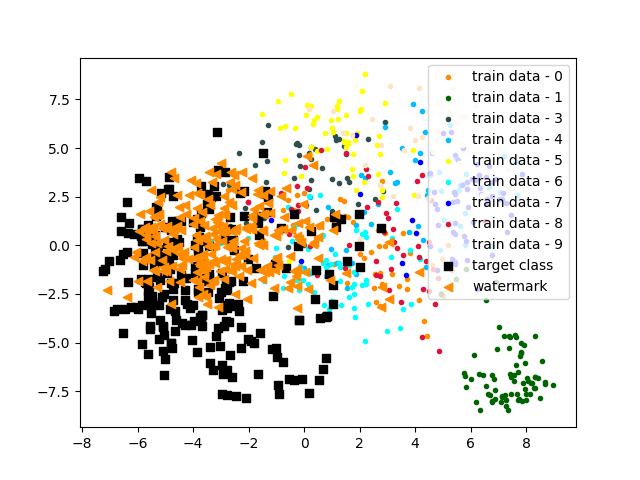 train data - 0
train data - 1
train data - 3
train data - 4
train data - 5
train data - 6
train data - 7
train data - 8
train data - 9
target class
watermark
7.5
5.0
2.5
0.0
−2.5
−5.0
−7.5
−8 −6 −4 −2 0 2 4 6 8